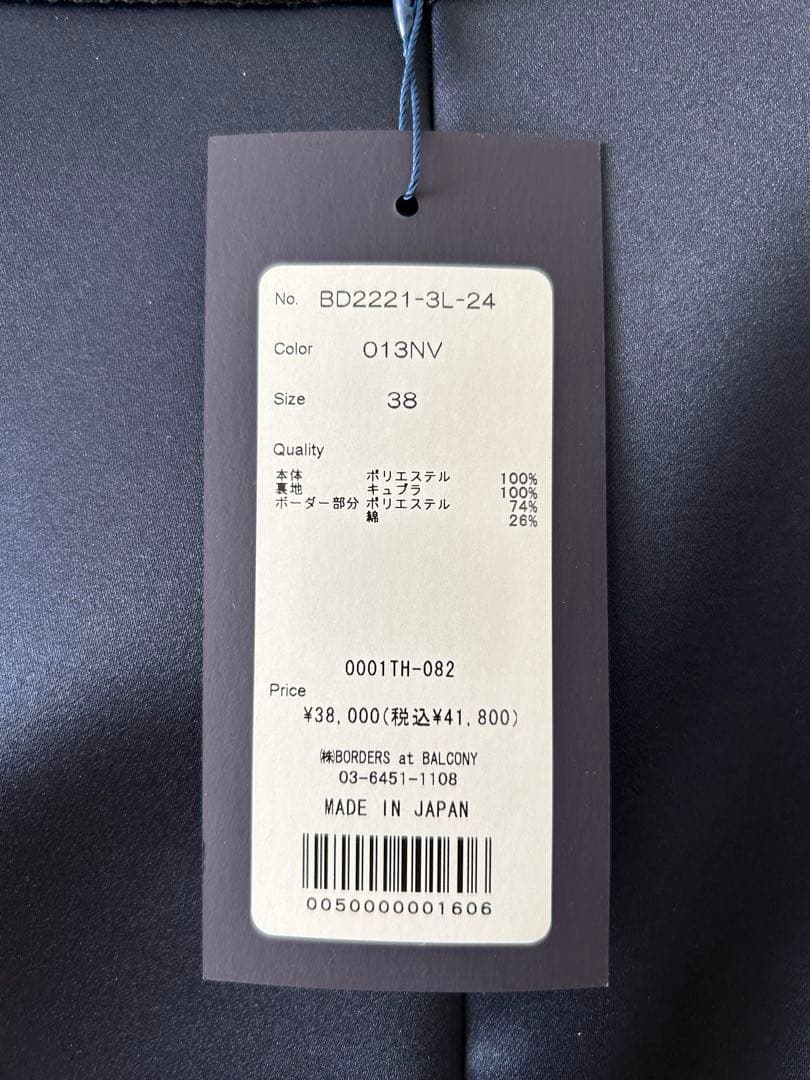 No. BD2221-3L-24
Color 013NV
Size 38
Quality
本体 ポリエステル 100%
裏地 キュプラ 100%
ボーダー部分 ポリエステル 74%
綿 26%
0001TH-082
Price
¥38,000(税込¥41,800)
㈱BORDERS at BALCONY
03-6451-1108
MADE IN JAPAN
0050000001606